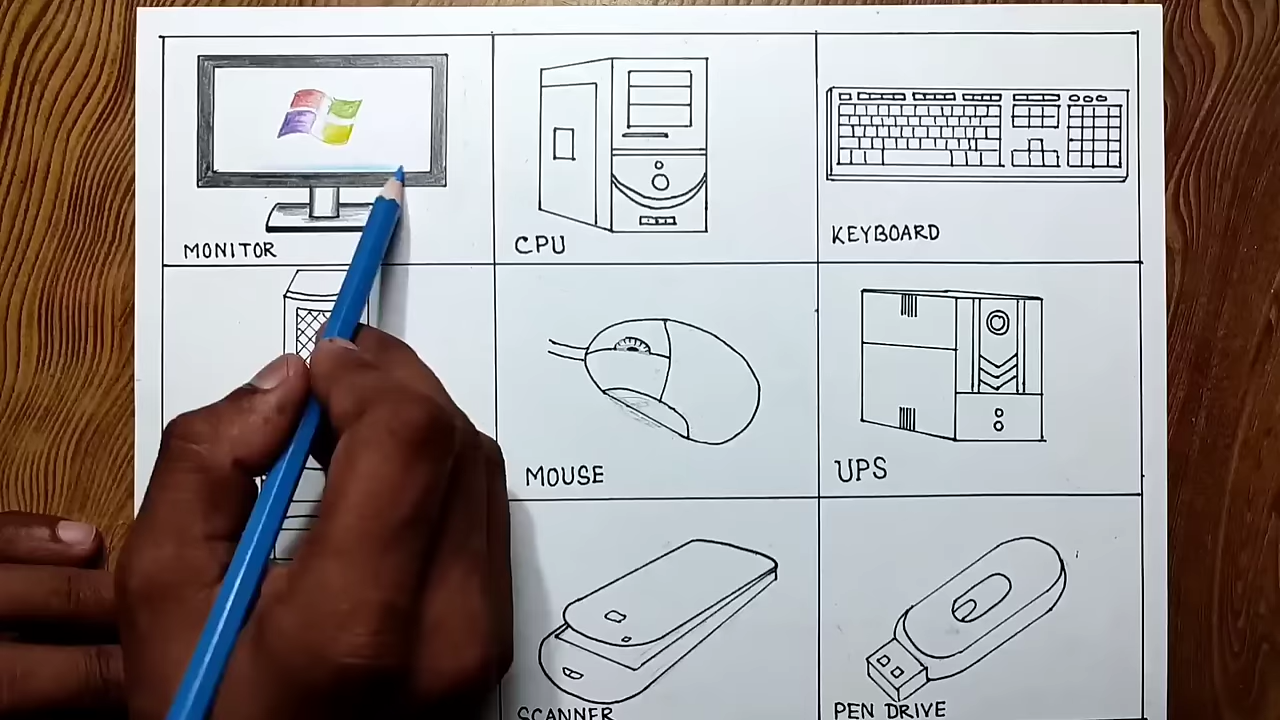 MONITOR
CPU
KEYBOARD
MOUSE
UPS
SCANNER
PEN DRIVE